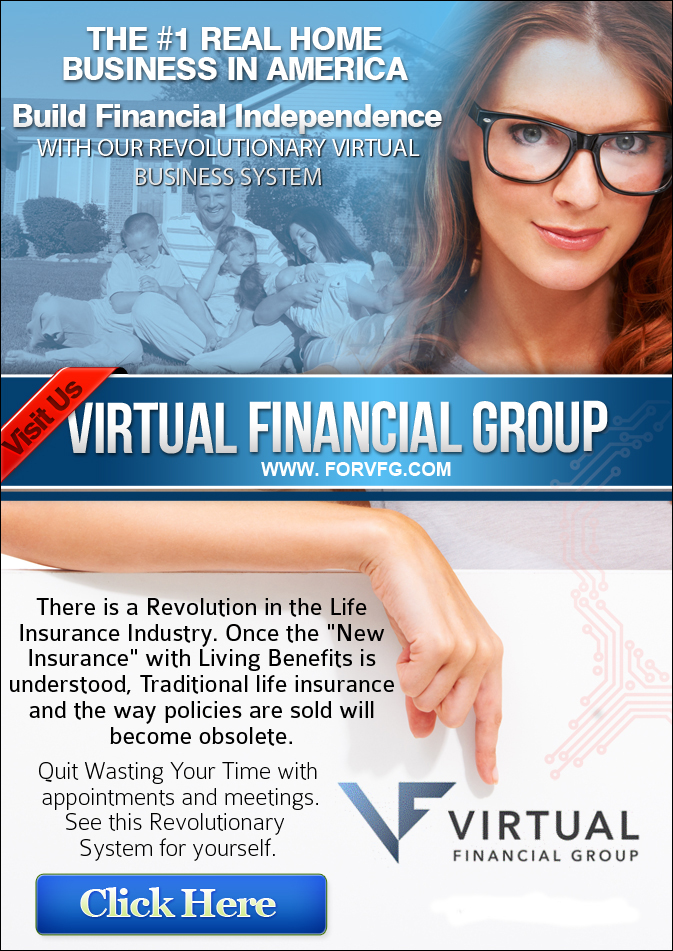 THE #1 REAL HOME
BUSINESS IN AMERICA
Build Financial Independence
WITH OUR REVOLUTIONARY VIRTUAL
BUSINESS SYSTEM
Visit Us
VIRTUAL FINANCIAL GROUP
WWW. FORVFG.COM
There is a Revolution in the Life
Insurance Industry. Once the "New
Insurance" with Living Benefits is
understood, Traditional life insurance
and the way policies are sold will
become obsolete.
Quit Wasting Your Time with
appointments and meetings.
See this Revolutionary
System for yourself.
VF VIRTUAL
FINANCIAL GROUP
Click Here